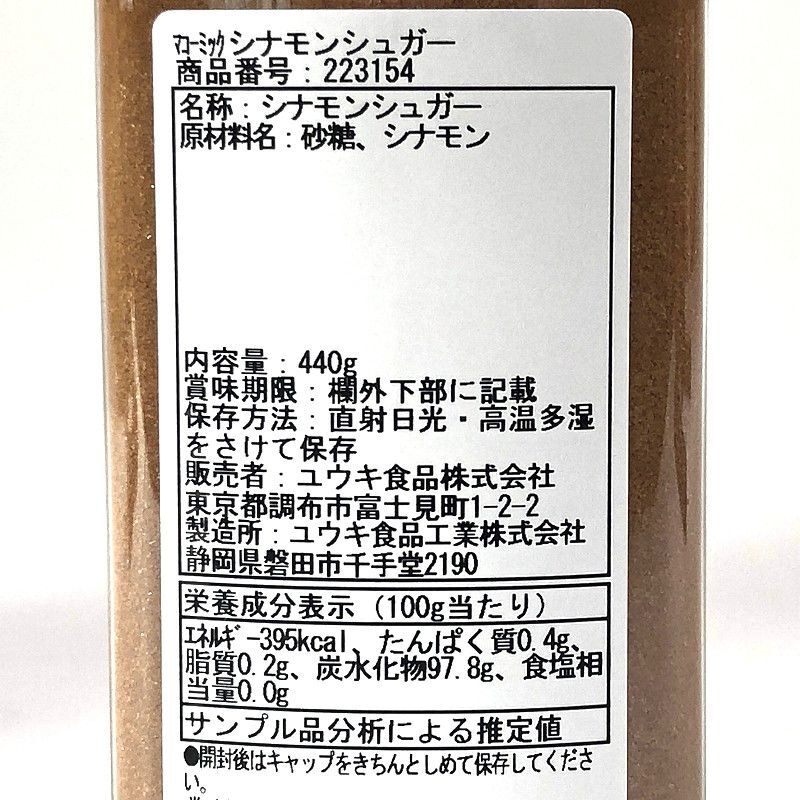 ﾏｺｰﾐｯｸシナモンシュガー
商品番号：223154
名称：シナモンシュガー
原材料名：砂糖、シナモン
内容量：440g
賞味期限：欄外下部に記載
保存方法：直射日光・高温多湿
をさけて保存
販売者：ユウキ食品株式会社
東京都調布市富士見町1-2-2
製造所：ユウキ食品工業株式会社
静岡県磐田市千手堂2190
栄養成分表示（100g当たり）
ｴﾈﾙｷﾞｰ395kcal、たんぱく質0.4g、
脂質0.2g、炭水化物97.8g、食塩相
当量0.0g
サンプル品分析による推定値
●開封後はキャップをきちんとしめて保存してくださ
い。